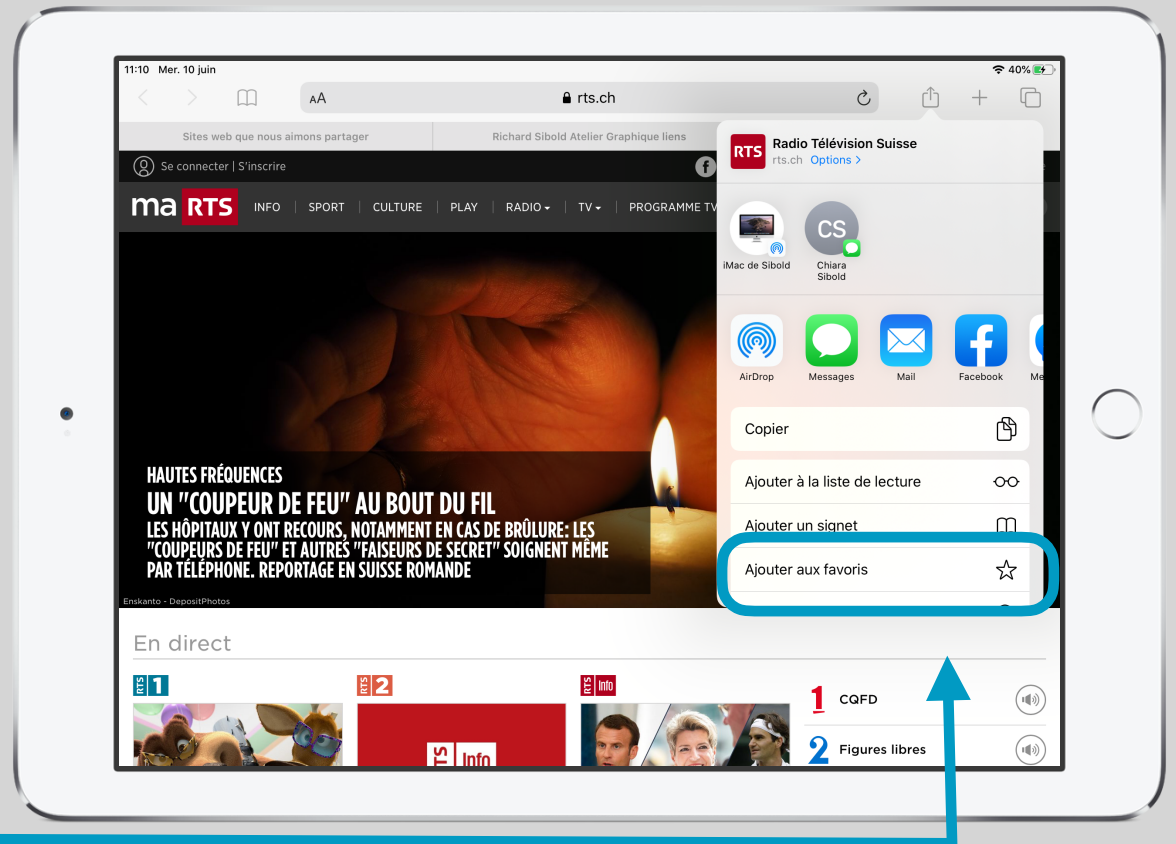 11:10 Mer. 10 juin
40%
AA
rts.ch
Sites web que nous aimons partager
Richard Sibold Atelier Graphique liens
Se connecter | S'inscrire
f
ma RTS
INFO | SPORT | CULTURE | PLAY | RADIO | TV | PROGRAMME TV
RTS
Radio Télévision Suisse
rts.ch Options >
CS
iMac de Sibold
Chiara
Sibold
AirDrop
Messages
Mail
Facebook
Me
Copier
Ajouter à la liste de lecture
Ajouter un signet
Ajouter aux favoris
HAUTES FRÉQUENCES
UN "COUPEUR DE FEU" AU BOUT DU FIL
LES HÔPITAUX Y ONT RECOURS, NOTAMMENT EN CAS DE BRÛLURE: LES
"COUPEURS DE FEU" ET AUTRES "FAISEURS DE SECRET" SOIGNENT MÊME
PAR TÉLÉPHONE. REPORTAGE EN SUISSE ROMANDE
Enskanto - DepositPhotos
En direct
RTS 1
RTS 2
RTS Info
RTS Info
1 CQFD
2 Figures libres